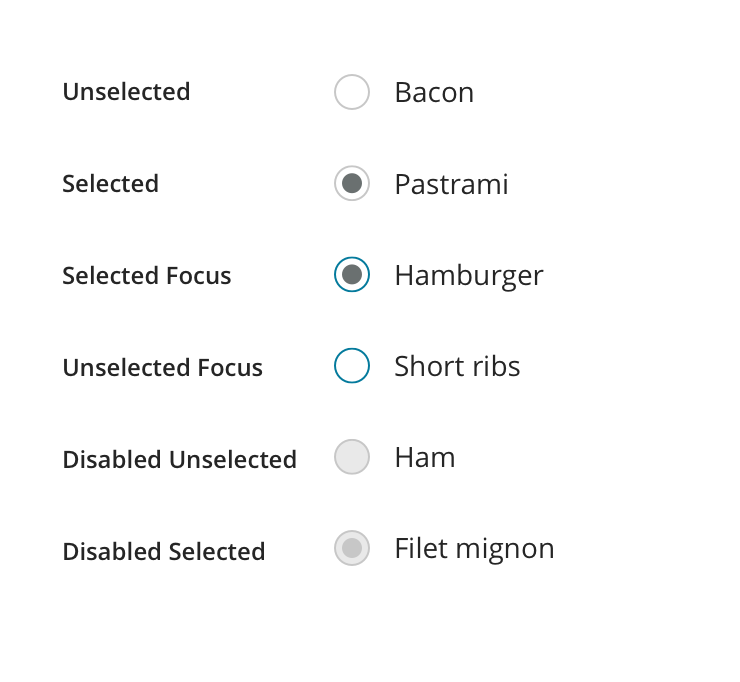 Unselected Bacon
Selected Pastrami
Selected Focus Hamburger
Unselected Focus Short ribs
Disabled Unselected Ham
Disabled Selected Filet mignon